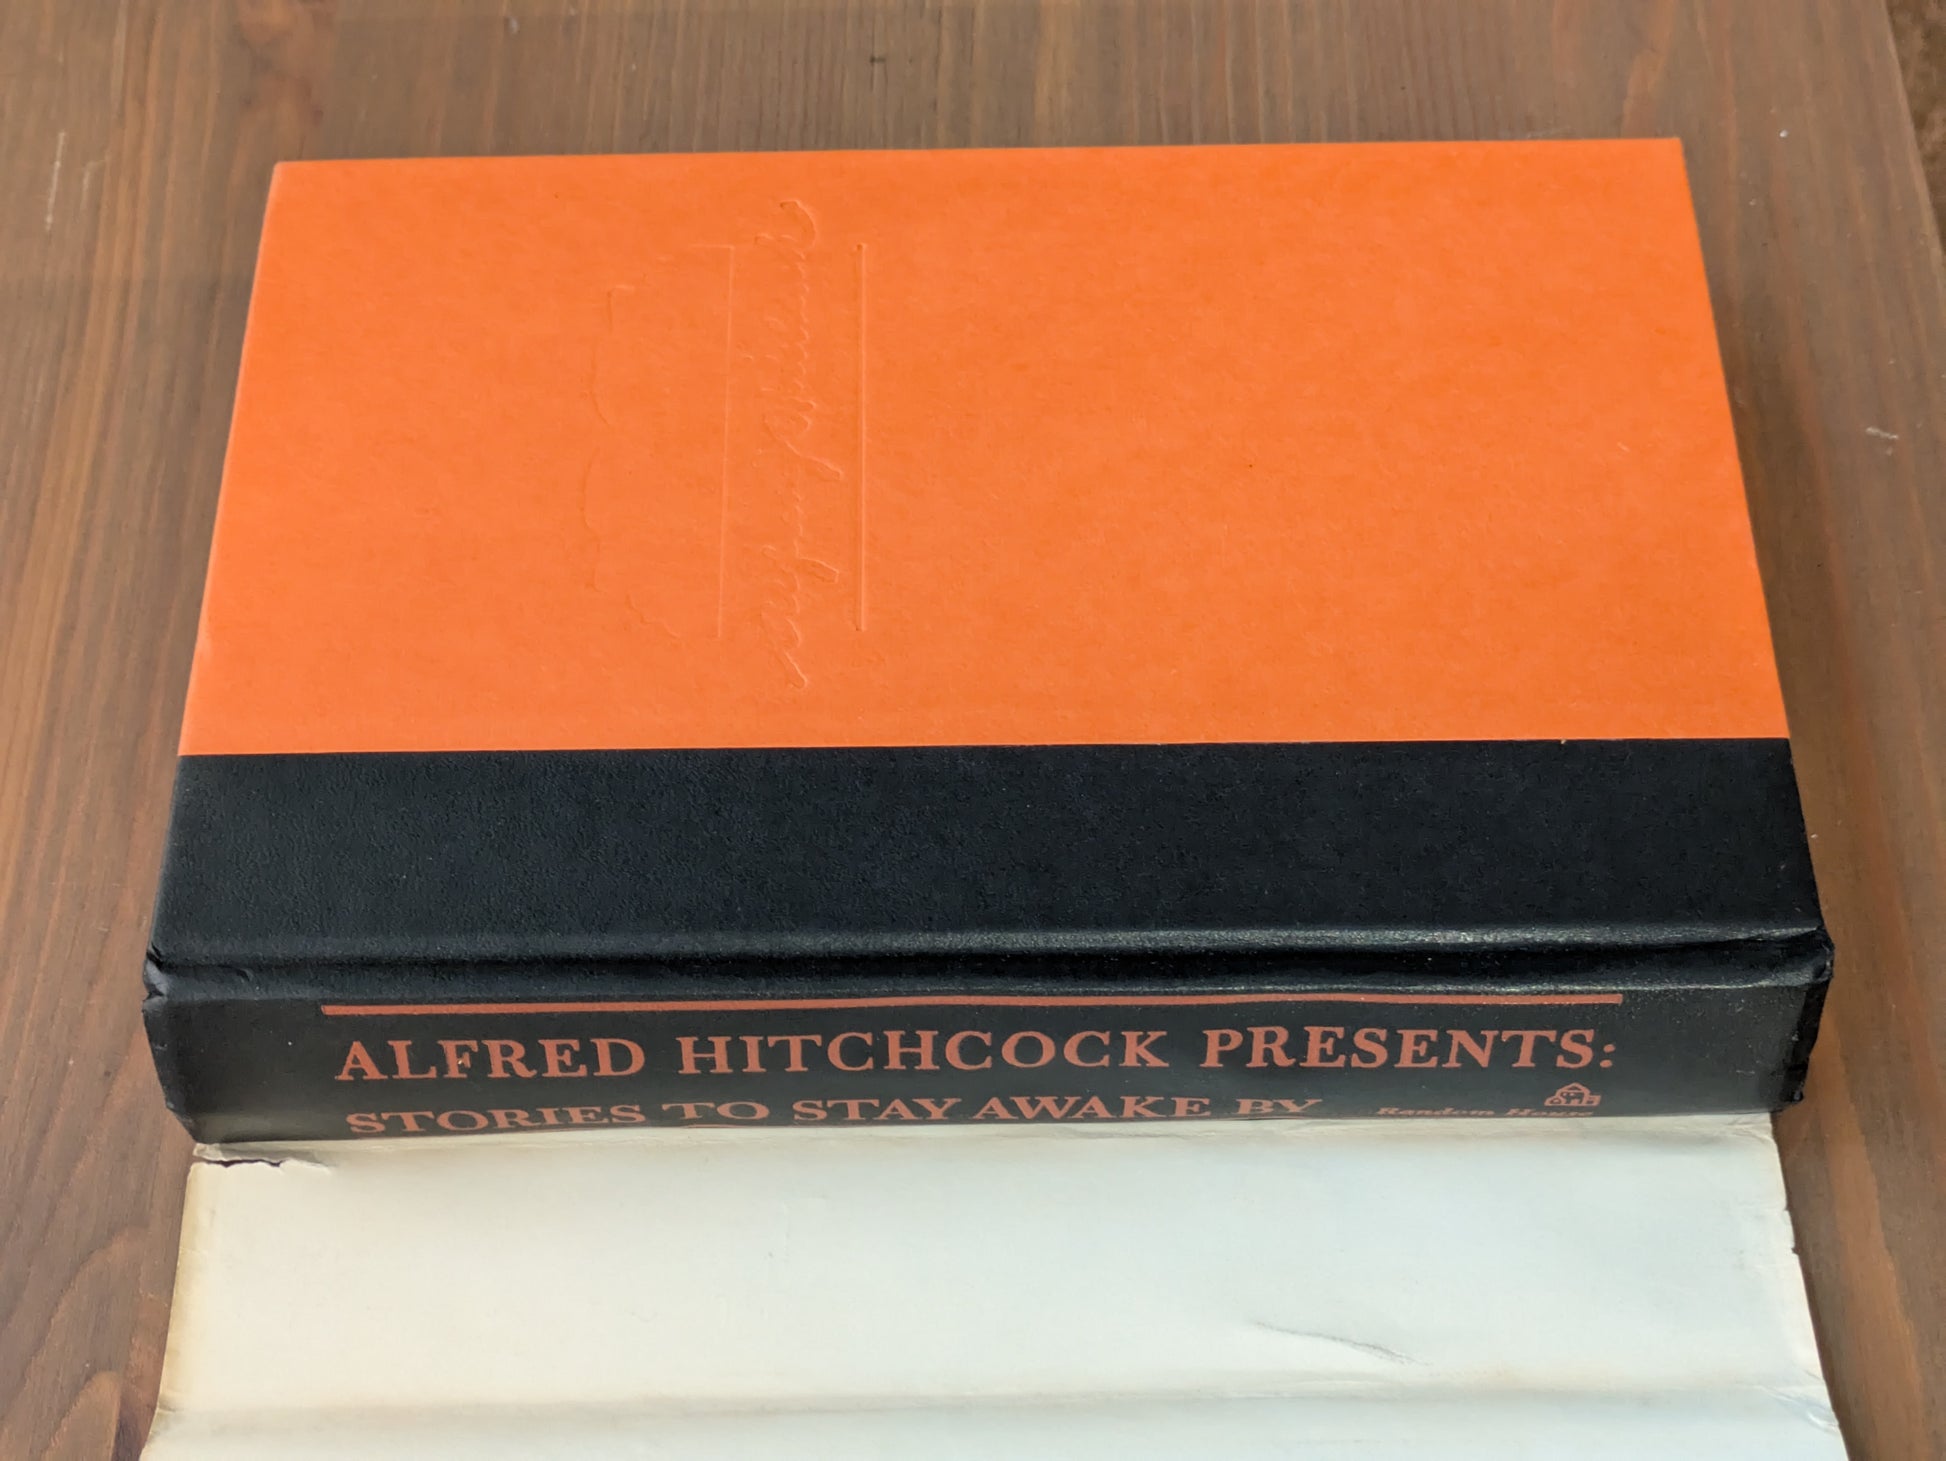 ALFRED HITCHCOCK PRESENTS:
STORIES TO STAY AWAKE BY
Random House